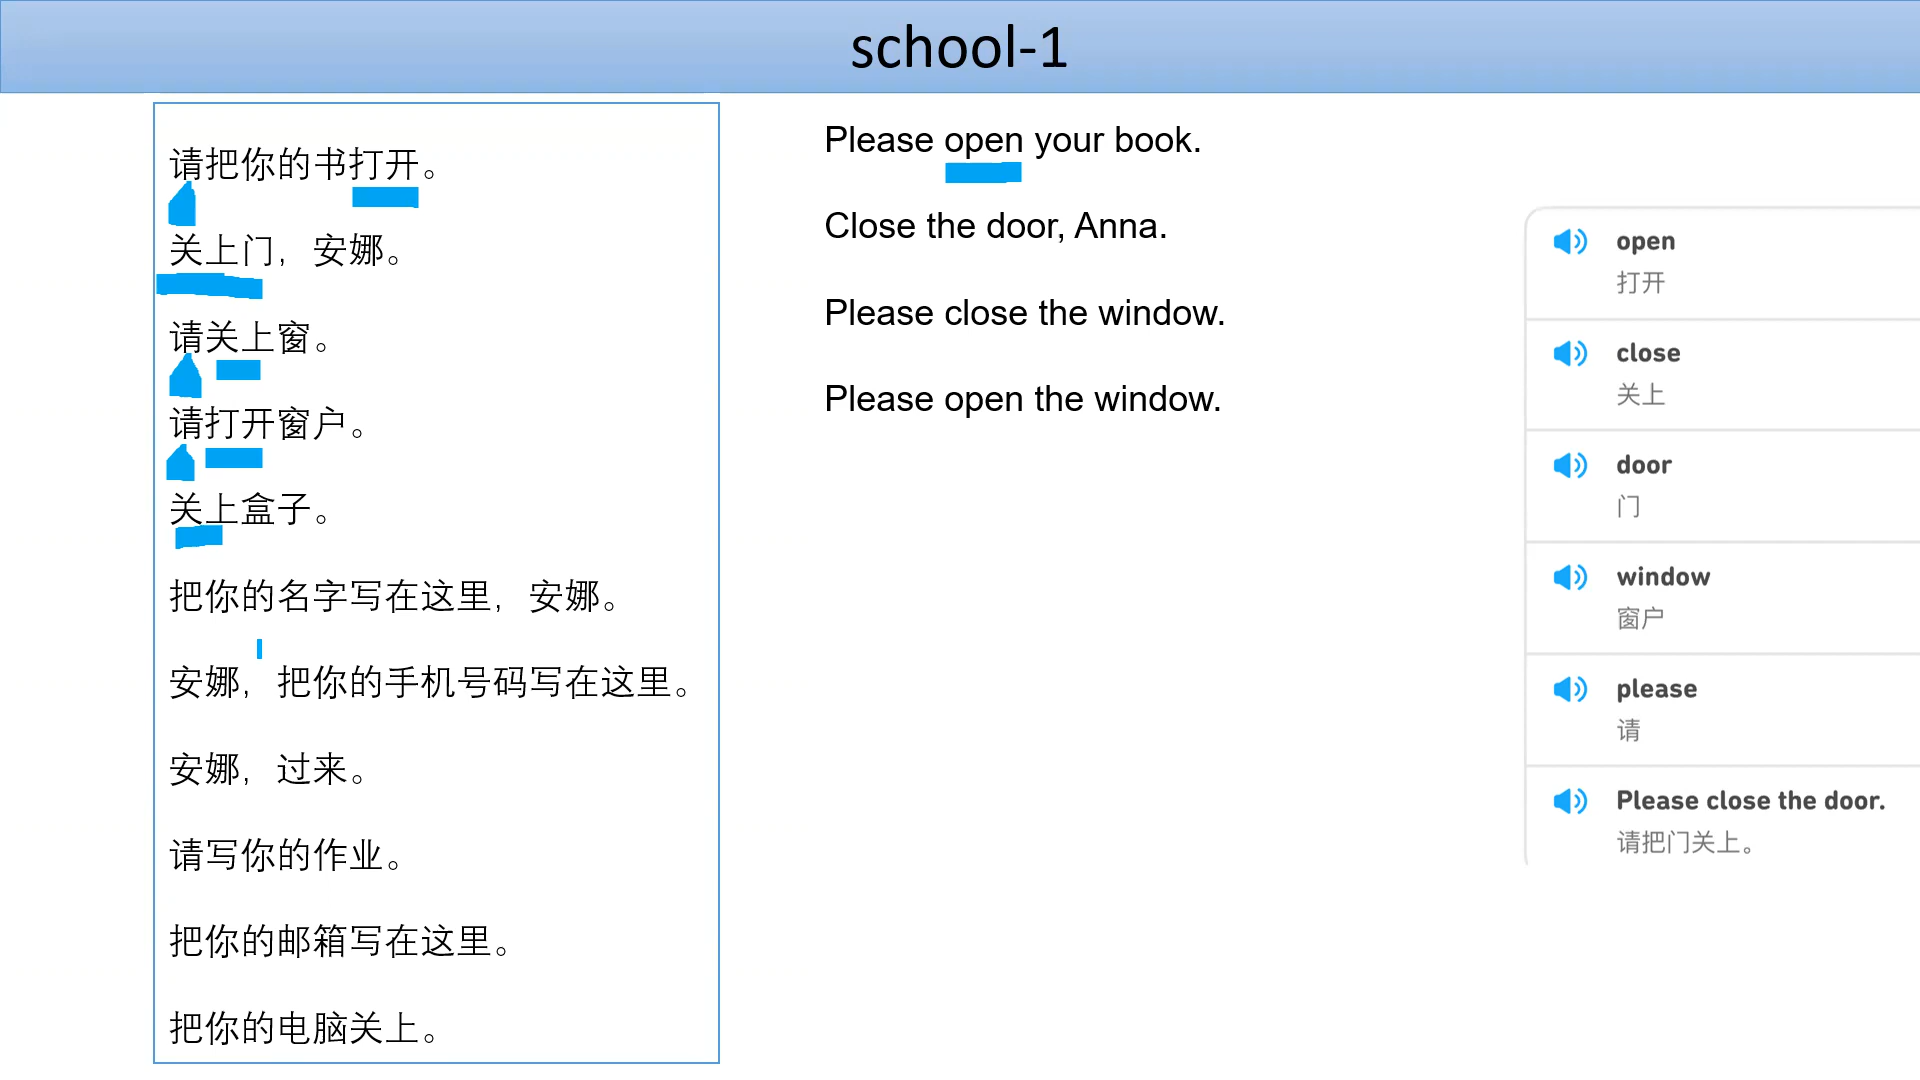 school-1
请把你的书打开。
关上门，安娜。
请关上窗。
请打开窗户。
关上盒子。
把你的名字写在这里，安娜。
安娜，把你的手机号码写在这里。
安娜，过来。
请写你的作业。
把你的邮箱写在这里。
把你的电脑关上。
Please open your book.
Close the door, Anna.
Please close the window.
Please open the window.
open
打开
close
关上
door
门
window
窗户
please
请
Please close the door.
请把门关上。